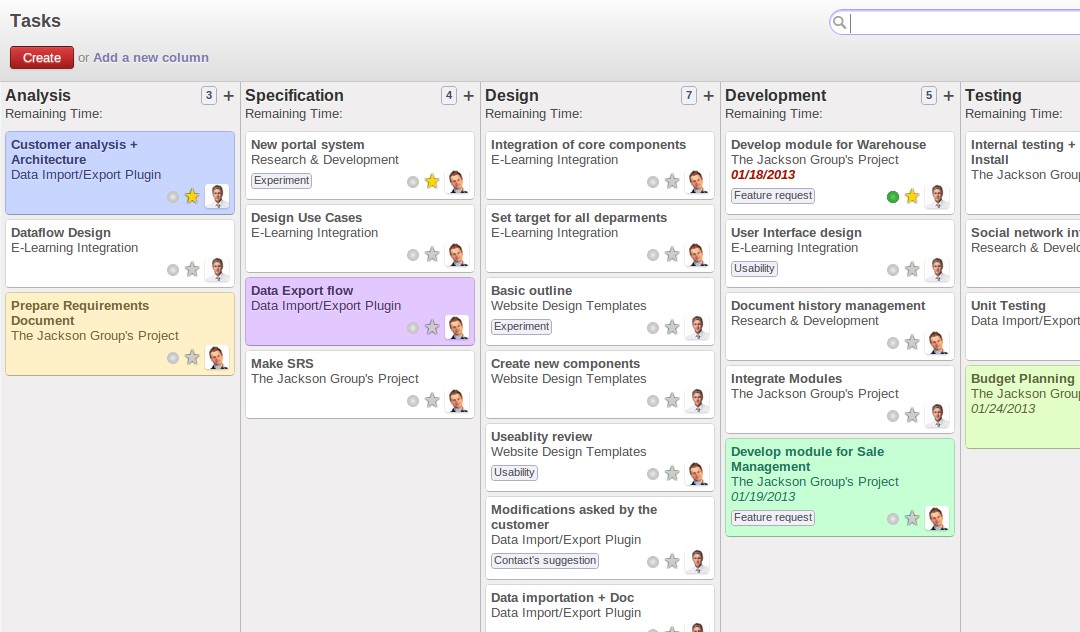 Tasks
Create or Add a new column
Analysis 3 +
Remaining Time:
Customer analysis +
Architecture
Data Import/Export Plugin
Dataflow Design
E-Learning Integration
Prepare Requirements
Document
The Jackson Group's Project
Specification 4 +
Remaining Time:
New portal system
Research & Development
Experiment
Design Use Cases
E-Learning Integration
Data Export flow
Data Import/Export Plugin
Make SRS
The Jackson Group's Project
Design 7 +
Remaining Time:
Integration of core components
E-Learning Integration
Set target for all deparments
E-Learning Integration
Basic outline
Website Design Templates
Experiment
Create new components
Website Design Templates
Useablity review
Website Design Templates
Usability
Modifications asked by the
customer
Data Import/Export Plugin
Contact's suggestion
Data importation + Doc
Data Import/Export Plugin
Development 5 +
Remaining Time:
Develop module for Warehouse
The Jackson Group's Project
01/18/2013
Feature request
User Interface design
E-Learning Integration
Usability
Document history management
Research & Development
Integrate Modules
The Jackson Group's Project
Develop module for Sale
Management
The Jackson Group's Project
01/19/2013
Feature request
Testing
Remaining Time:
Internal testing +
Install
The Jackson Grou
Social network in
Research & Develo
Unit Testing
Data Import/Export
Budget Planning
The Jackson Grou
01/24/2013